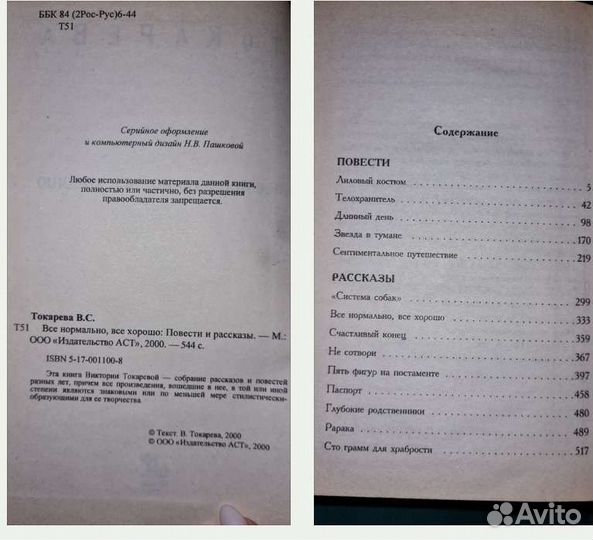 ББК 84 (2Рос-Рус)6-44
Т51
Серийное оформление
и компьютерный дизайн Н.В. Пашковой
Любое использование материала данной книги,
полностью или частично, без разрешения
правообладателя запрещается.
Токарева В.С.
Т51 Все нормально, все хорошо: Повести и рассказы. — М.:
ООО «Издательство АСТ», 2000. — 544 с.
ISBN 5-17-001100-8
Эта книга Виктории Токаревой — собрание рассказов и повестей
разных лет, причем все произведения, вошедшие в нее, в той или иной
степени являются знаковыми или по меньшей мере стилистически-
образующими для ее творчества.
© Текст. В. Токарева, 2000
© ООО «Издательство АСТ», 2000
Содержание
ПОВЕСТИ
Лиловый костюм 5
Телохранитель 42
Длинный день 98
Звезда в тумане 170
Сентиментальное путешествие 219
РАССКАЗЫ
«Система собак» 299
Все нормально, все хорошо 333
Счастливый конец 359
Не сотвори 367
Пять фигур на постаменте 397
Паспорт 458
Глубокие родственники 480
Рарака 489
Сто грамм для храбрости 517
Avito